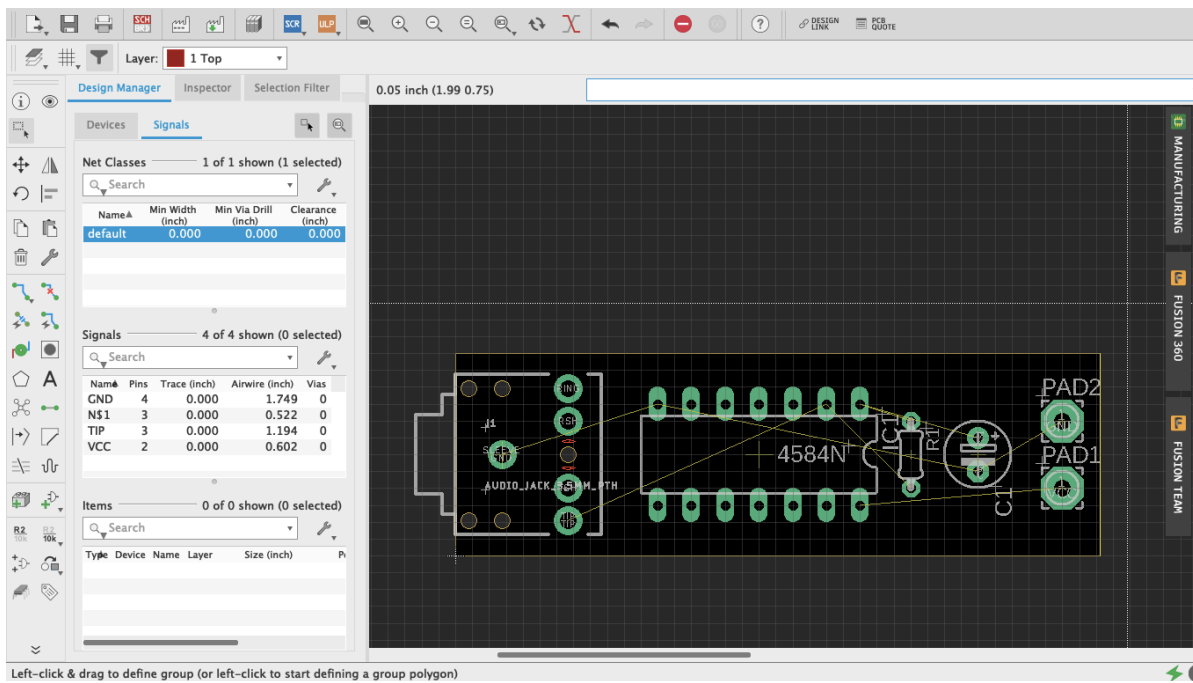 SCH
SCR
ULP
DESIGN LINK
PCB QUOTE
Layer: 1 Top
Design Manager Inspector Selection Filter
0.05 inch (1.99 0.75)
Devices Signals
Net Classes 1 of 1 shown (1 selected)
Search
Name Min Width (inch) Min Via Drill (inch) Clearance (inch)
default 0.000 0.000 0.000
Signals 4 of 4 shown (0 selected)
Search
Name Pins Trace (inch) Airwire (inch) Vias
GND 4 0.000 1.749 0
N$1 3 0.000 0.522 0
TIP 3 0.000 1.194 0
VCC 2 0.000 0.602 0
Items 0 of 0 shown (0 selected)
Search
Type Device Name Layer Size (inch)
R2 10k
R2 10k
A
MANUFACTURING
FUSION 360
FUSION TEAM
RING
RSH
J1
SLEEVE
GND
AUDIO_JACK_3.5MM_PTH
TIP
4584N
IC1
R1
C1
PAD2
GND
PAD1
VCC
Left-click & drag to define group (or left-click to start defining a group polygon)